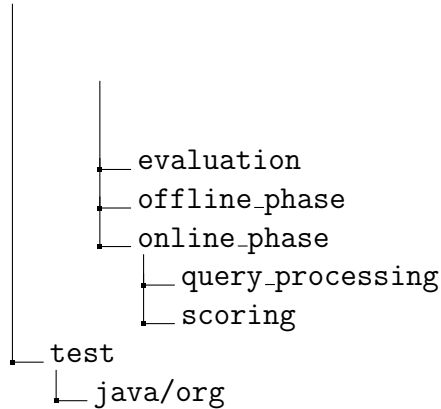 evaluation
offline_phase
online_phase
query_processing
scoring
test
java/org